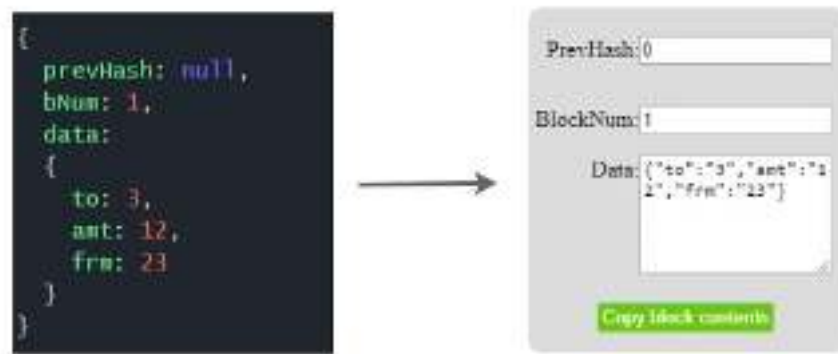 {
prevHash: null,
bNum: 1,
data:
{
to: 3,
amt: 12,
frm: 23
}
}
PrevHash: 0
BlockNum: 1
Data: {"to":"3","amt":"1
2","frm":"23"}
Copy block contents